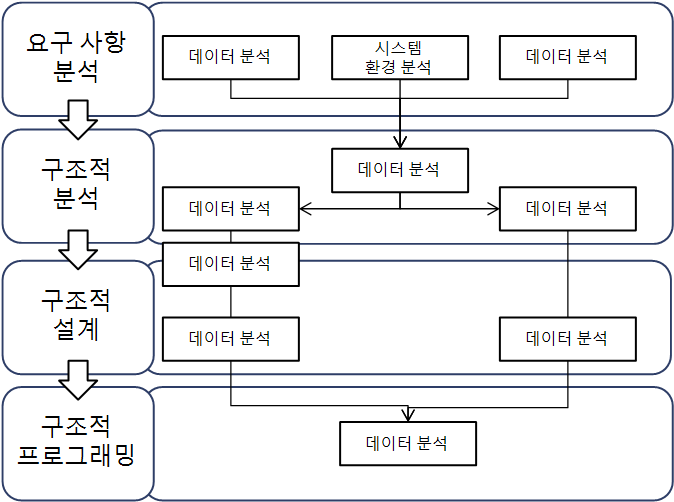 요구 사항
분석
데이터 분석
시스템
환경 분석
데이터 분석
구조적
분석
데이터 분석
데이터 분석
데이터 분석
데이터 분석
구조적
설계
데이터 분석
데이터 분석
구조적
프로그래밍
데이터 분석